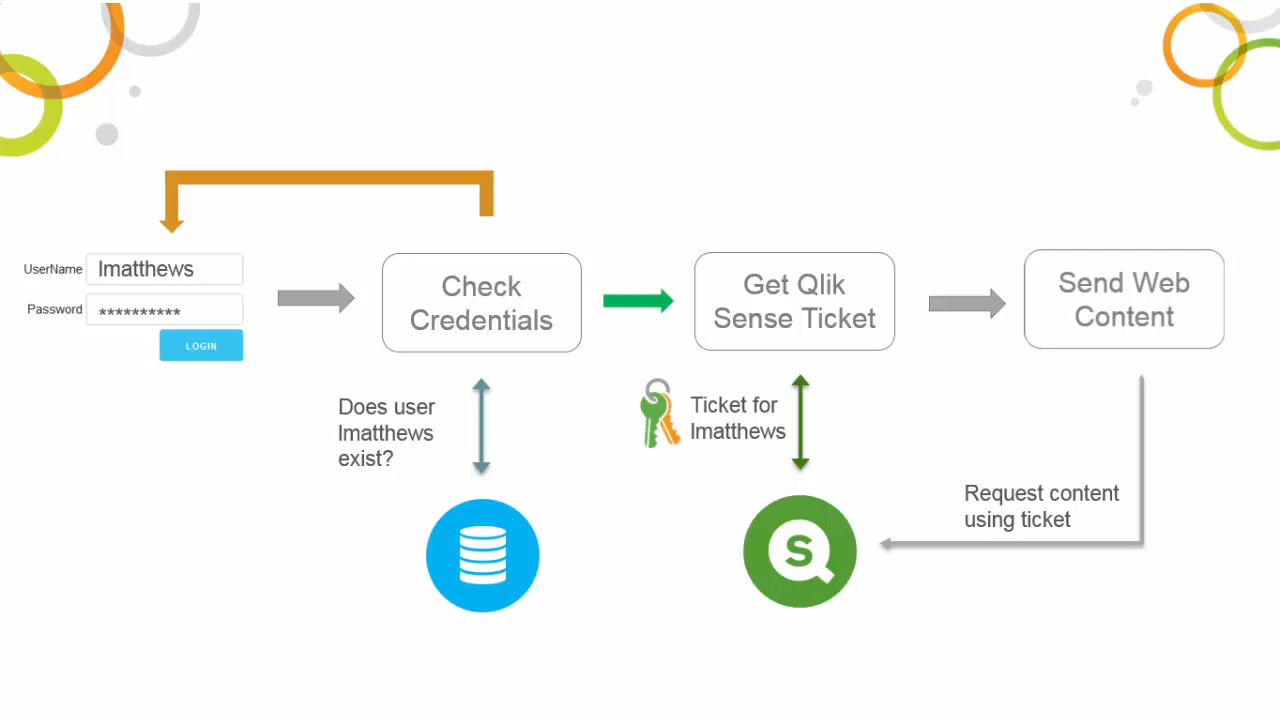 UserName
lmatthews
Password
**********
LOGIN
Check
Credentials
Get Qlik
Sense Ticket
Send Web
Content
Does user
lmatthews
exist?
Ticket for
lmatthews
Request content
using ticket
S